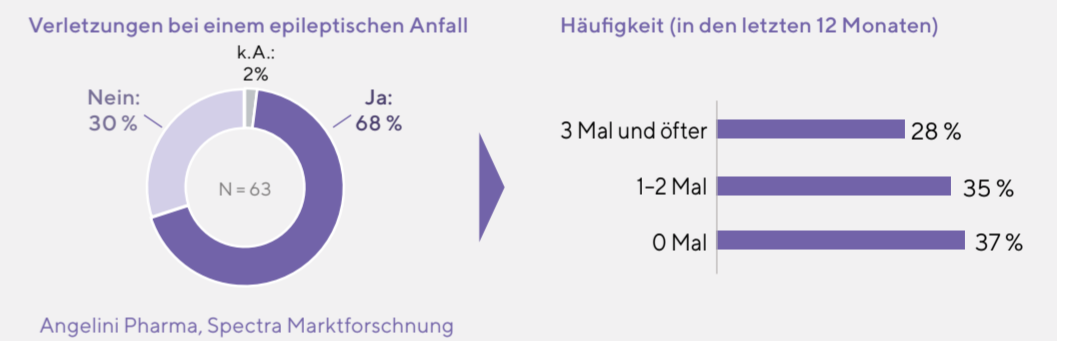 Verletzungen bei einem epileptischen Anfall
k.A.:
2%
Nein:
30 %
Ja:
68 %
N = 63
Häufigkeit (in den letzten 12 Monaten)
3 Mal und öfter
28 %
1–2 Mal
35 %
0 Mal
37 %
Angelini Pharma, Spectra Marktforschnung